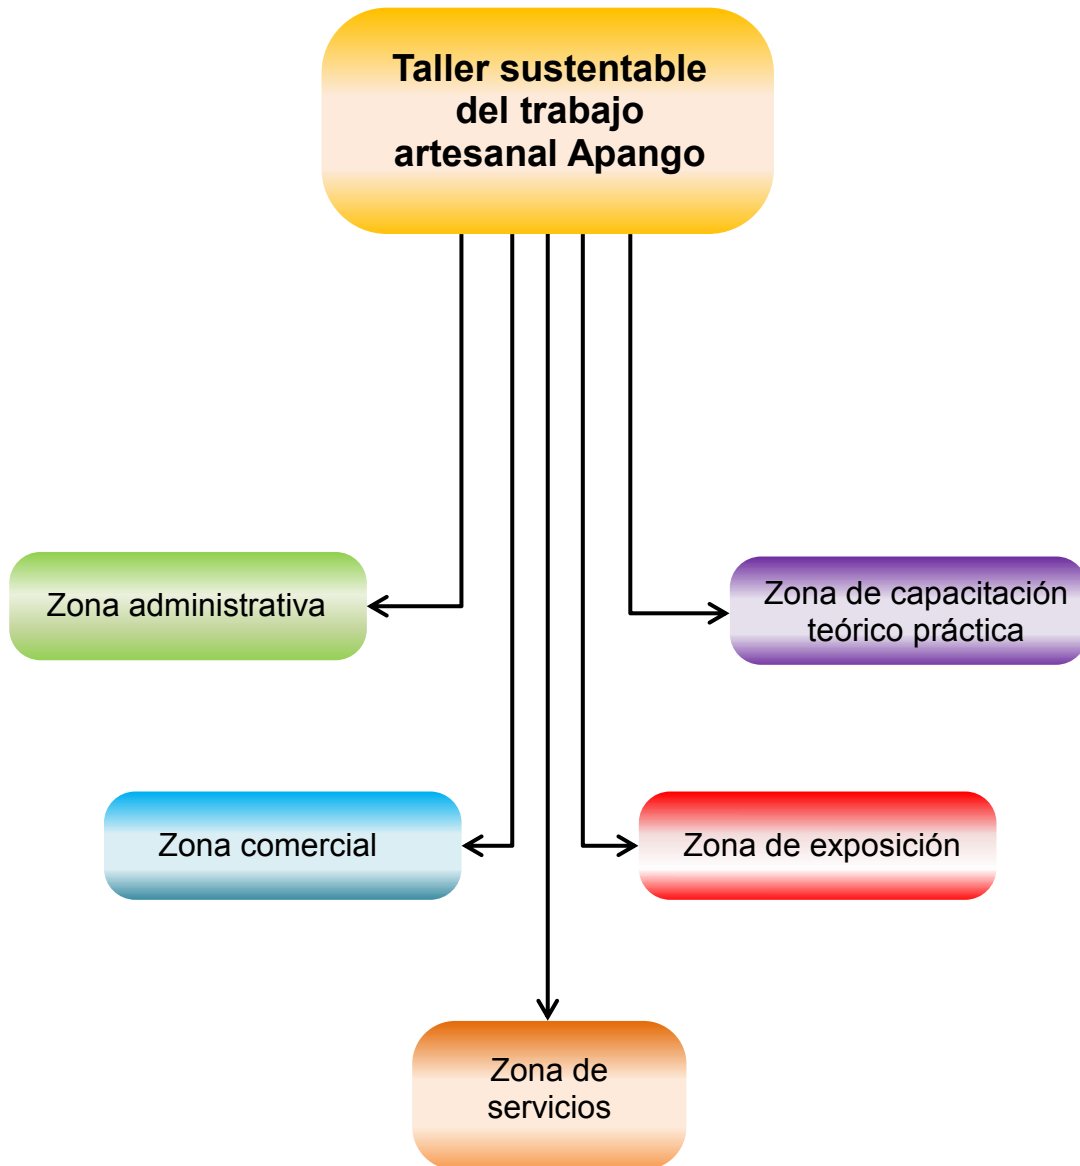 Taller sustentable
del trabajo
artesanal Apango
Zona administrativa
Zona de capacitación
teórico práctica
Zona comercial
Zona de exposición
Zona de
servicios